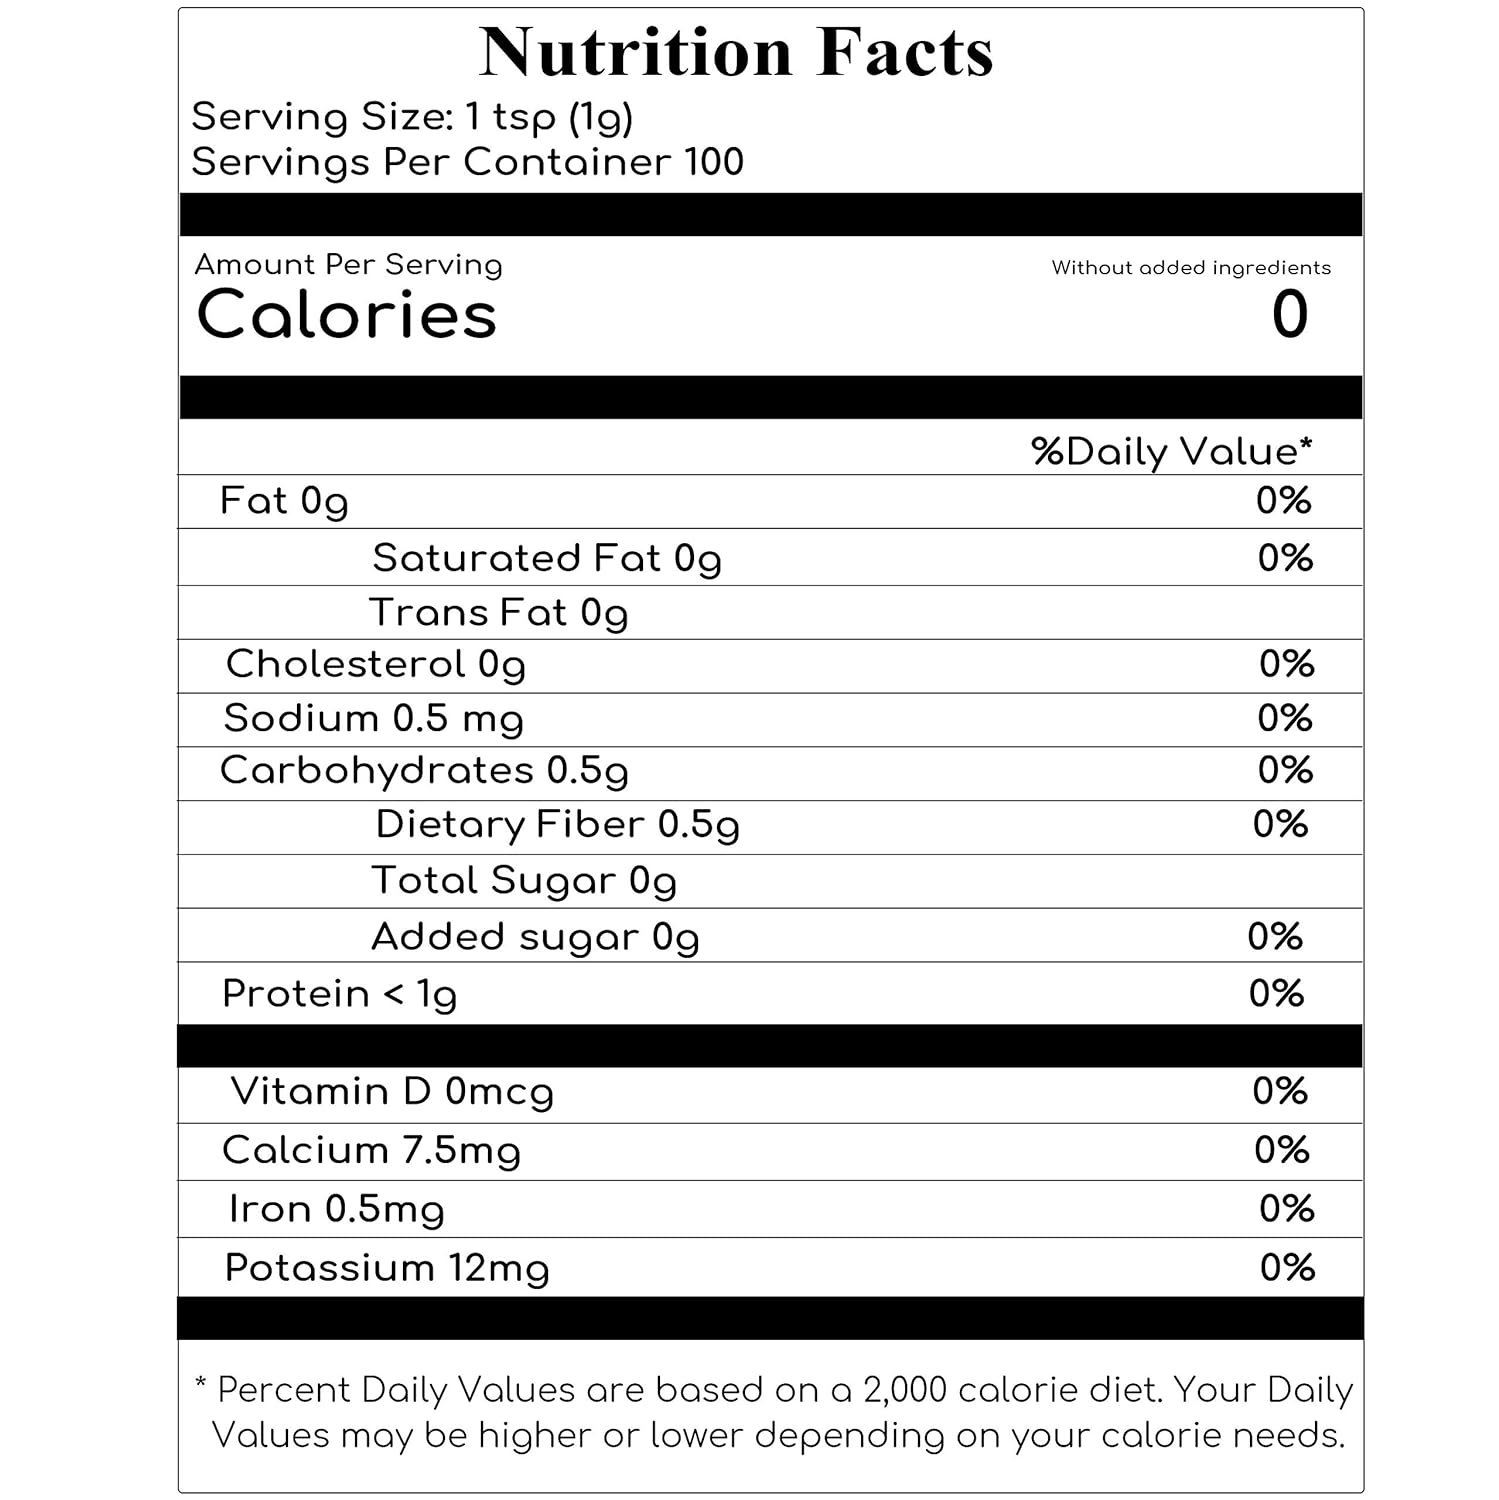 Nutrition Facts
Serving Size: 1 tsp (1g)
Servings Per Container 100
Amount Per Serving Without added ingredients
Calories 0
%Daily Value*
Fat 0g 0%
Saturated Fat 0g 0%
Trans Fat 0g
Cholesterol 0g 0%
Sodium 0.5 mg 0%
Carbohydrates 0.5g 0%
Dietary Fiber 0.5g 0%
Total Sugar 0g
Added sugar 0g 0%
Protein < 1g 0%
Vitamin D 0mcg 0%
Calcium 7.5mg 0%
Iron 0.5mg 0%
Potassium 12mg 0%
* Percent Daily Values are based on a 2,000 calorie diet. Your Daily
Values may be higher or lower depending on your calorie needs.